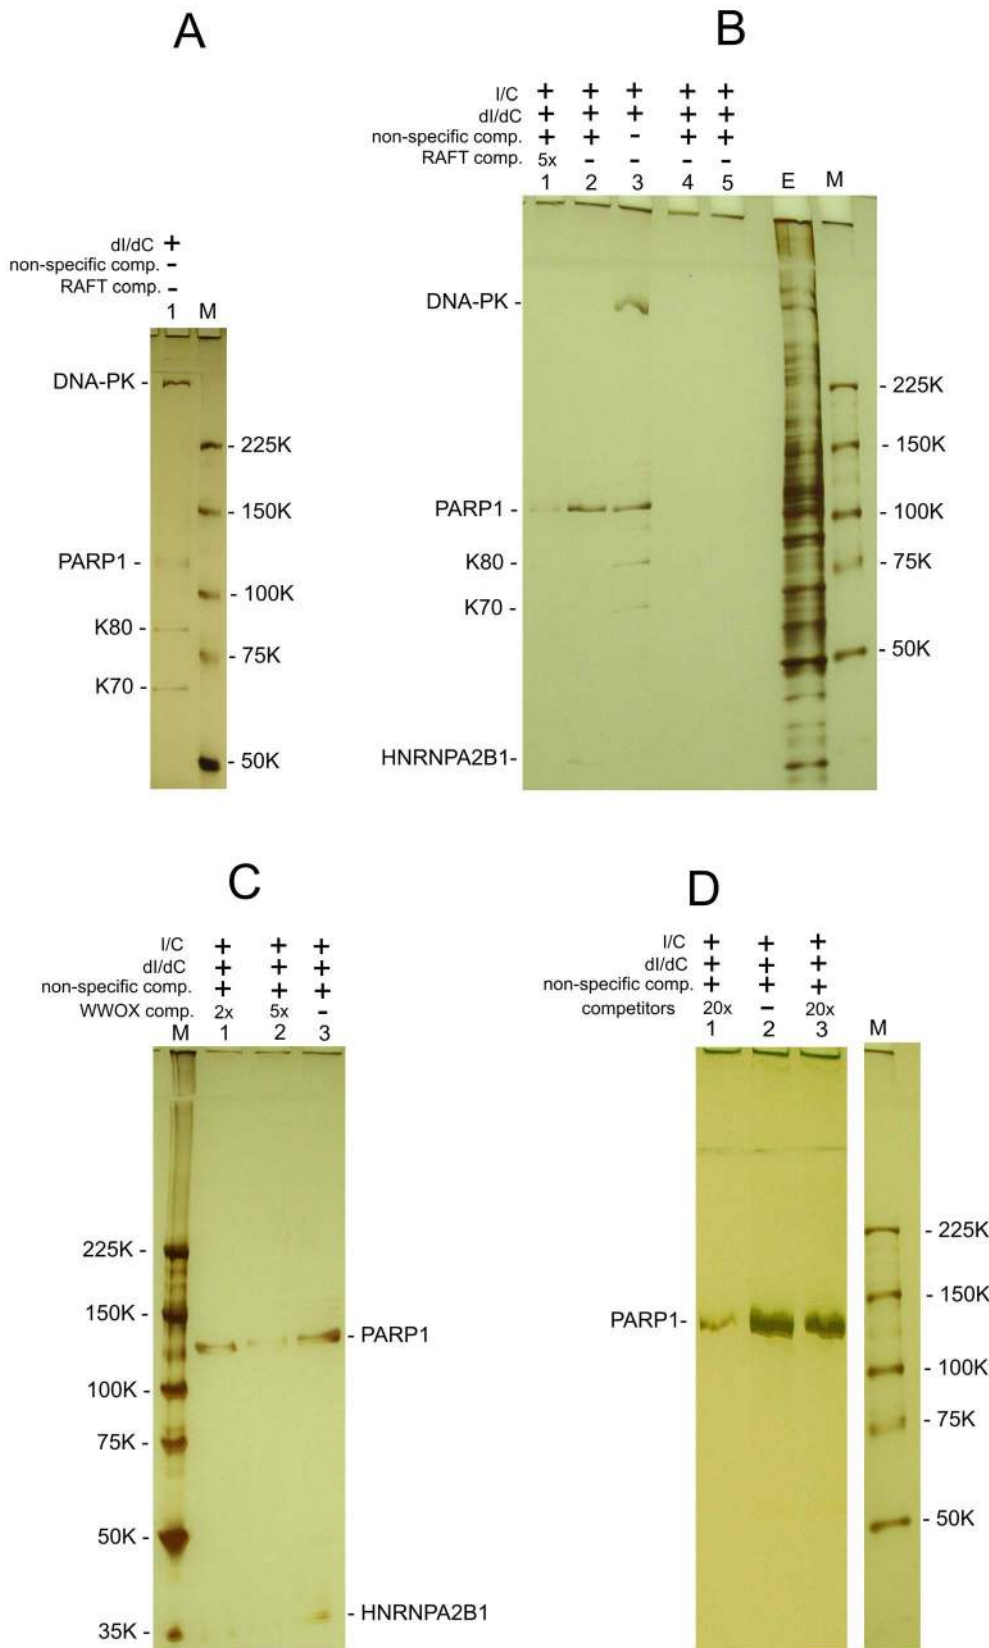 A
dI/dC +
non-specific comp. -
RAFT comp. -
1 M
DNA-PK -
- 225K
- 150K
PARP1 -
- 100K
K80 -
- 75K
K70 -
- 50K
B
I/C + + + + +
dI/dC + + + + +
non-specific comp. + + - + +
RAFT comp. 5x - - - -
1 2 3 4 5 E M
DNA-PK -
- 225K
- 150K
PARP1 -
- 100K
K80 -
- 75K
K70 -
- 50K
HNRNPA2B1-
C
I/C + + +
dI/dC + + +
non-specific comp. + + +
WWOX comp. 2x 5x -
M 1 2 3
225K -
150K -
- PARP1
100K -
75K -
50K -
- HNRNPA2B1
35K -
D
I/C + + +
dI/dC + + +
non-specific comp. + + +
competitors 20x - 20x
1 2 3 M
- 225K
- 150K
PARP1-
- 100K
- 75K
- 50K